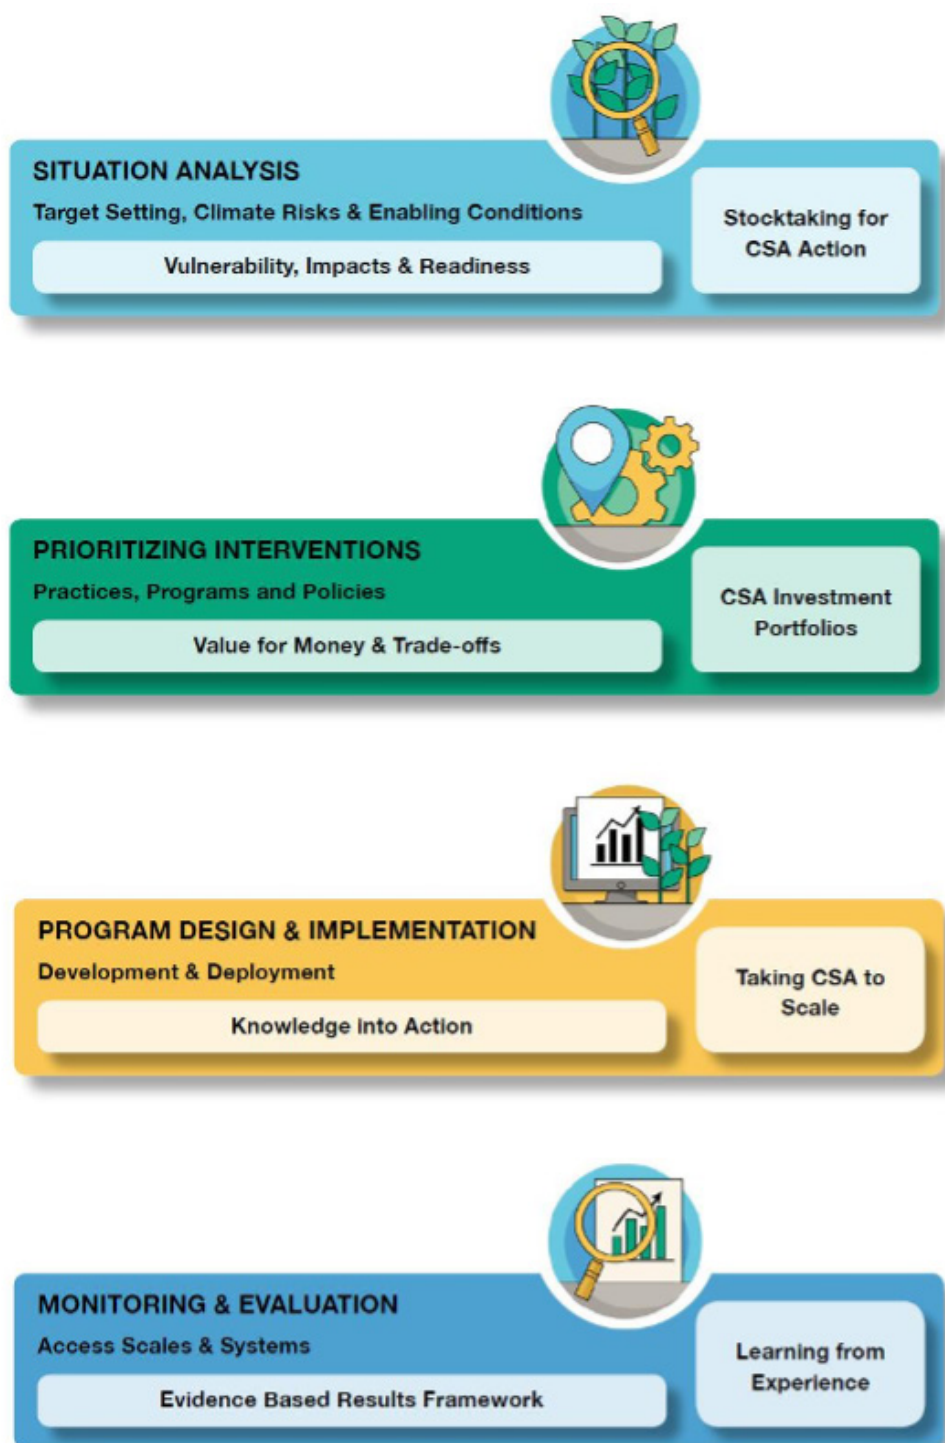 SITUATION ANALYSIS
Target Setting, Climate Risks & Enabling Conditions
Vulnerability, Impacts & Readiness
Stocktaking for
CSA Action
PRIORITIZING INTERVENTIONS
Practices, Programs and Policies
Value for Money & Trade-offs
CSA Investment
Portfolios
PROGRAM DESIGN & IMPLEMENTATION
Development & Deployment
Knowledge into Action
Taking CSA to
Scale
MONITORING & EVALUATION
Access Scales & Systems
Evidence Based Results Framework
Learning from
Experience